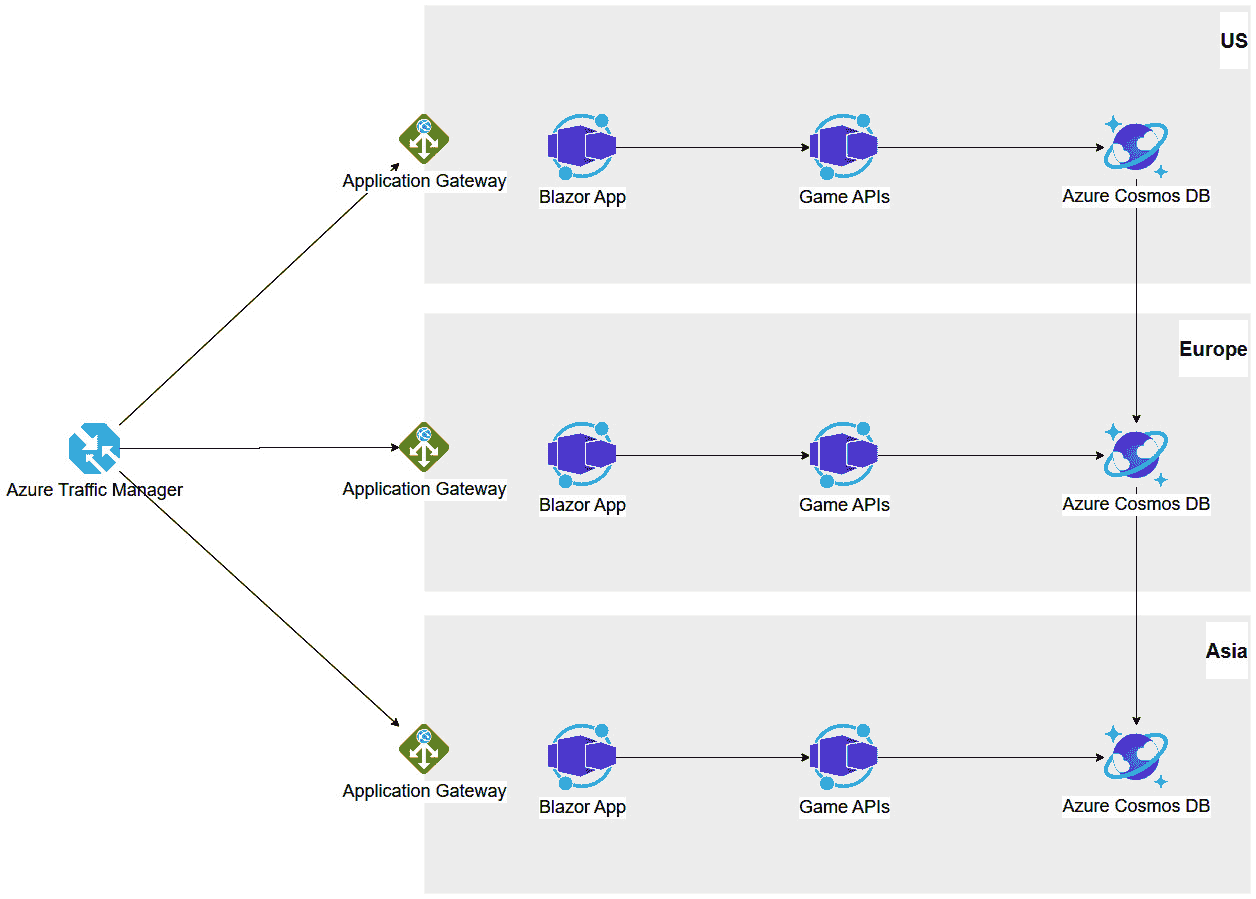 US
Application Gateway
Blazor App
Game APIs
Azure Cosmos DB
Europe
Azure Traffic Manager
Application Gateway
Blazor App
Game APIs
Azure Cosmos DB
Asia
Application Gateway
Blazor App
Game APIs
Azure Cosmos DB